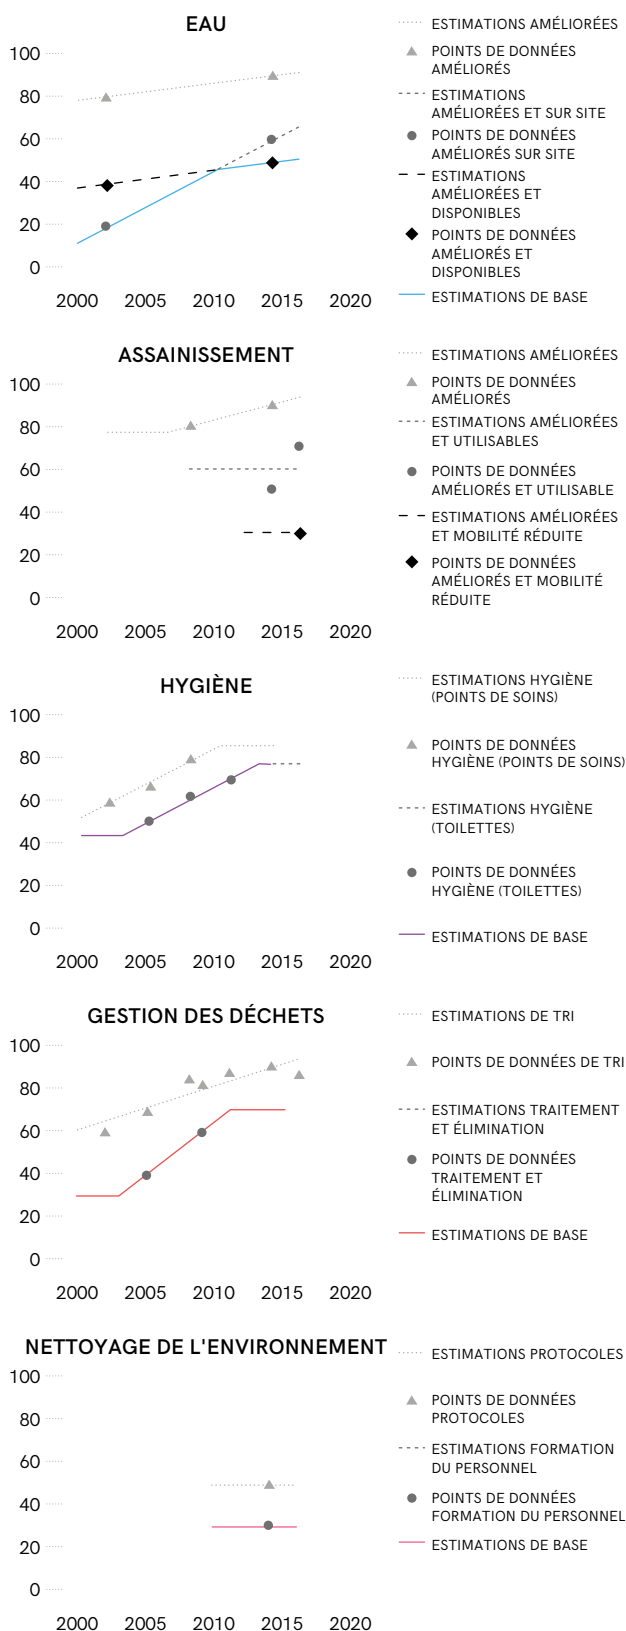 EAU
100
80
60
40
20
0
2000 2005 2010 2015 2020
ESTIMATIONS AMÉLIORÉES
POINTS DE DONNÉES
AMÉLIORÉS
ESTIMATIONS
AMÉLIORÉES ET SUR SITE
POINTS DE DONNÉES
AMÉLIORÉS SUR SITE
ESTIMATIONS
AMÉLIORÉES ET
DISPONIBLES
POINTS DE DONNÉES
AMÉLIORÉS ET
DISPONIBLES
ESTIMATIONS DE BASE
ASSAINISSEMENT
100
80
60
40
20
0
2000 2005 2010 2015 2020
ESTIMATIONS AMÉLIORÉES
POINTS DE DONNÉES
AMÉLIORÉS
ESTIMATIONS AMÉLIORÉES
ET UTILISABLES
POINTS DE DONNÉES
AMÉLIORÉS ET UTILISABLE
ESTIMATIONS AMÉLIORÉES
ET MOBILITÉ RÉDUITE
POINTS DE DONNÉES
AMÉLIORÉS ET MOBILITÉ
RÉDUITE
HYGIÈNE
100
80
60
40
20
0
2000 2005 2010 2015 2020
ESTIMATIONS HYGIÈNE
(POINTS DE SOINS)
POINTS DE DONNÉES
HYGIÈNE (POINTS DE SOINS)
ESTIMATIONS HYGIÈNE
(TOILETTES)
POINTS DE DONNÉES
HYGIÈNE (TOILETTES)
ESTIMATIONS DE BASE
GESTION DES DÉCHETS
100
80
60
40
20
0
2000 2005 2010 2015 2020
ESTIMATIONS DE TRI
POINTS DE DONNÉES DE TRI
ESTIMATIONS TRAITEMENT
ET ÉLIMINATION
POINTS DE DONNÉES
TRAITEMENT ET
ÉLIMINATION
ESTIMATIONS DE BASE
NETTOYAGE DE L'ENVIRONNEMENT
100
80
60
40
20
0
2000 2005 2010 2015 2020
ESTIMATIONS PROTOCOLES
POINTS DE DONNÉES
PROTOCOLES
ESTIMATIONS FORMATION
DU PERSONNEL
POINTS DE DONNÉES
FORMATION DU PERSONNEL
ESTIMATIONS DE BASE